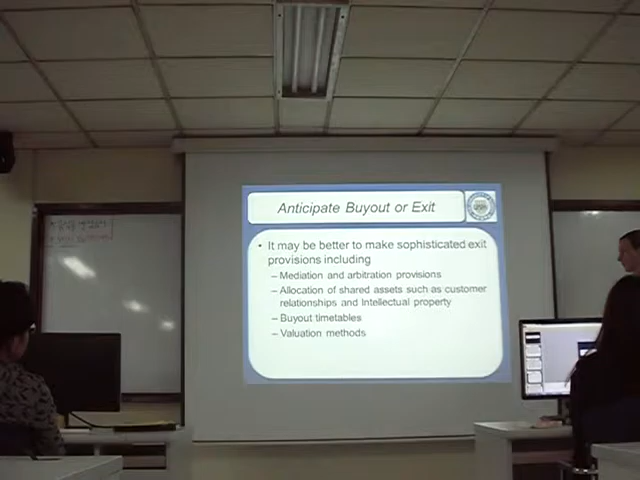 Anticipate Buyout or Exit
• It may be better to make sophisticated exit
provisions including
– Mediation and arbitration provisions
– Allocation of shared assets such as customer
relationships and Intellectual property
– Buyout timetables
– Valuation methods